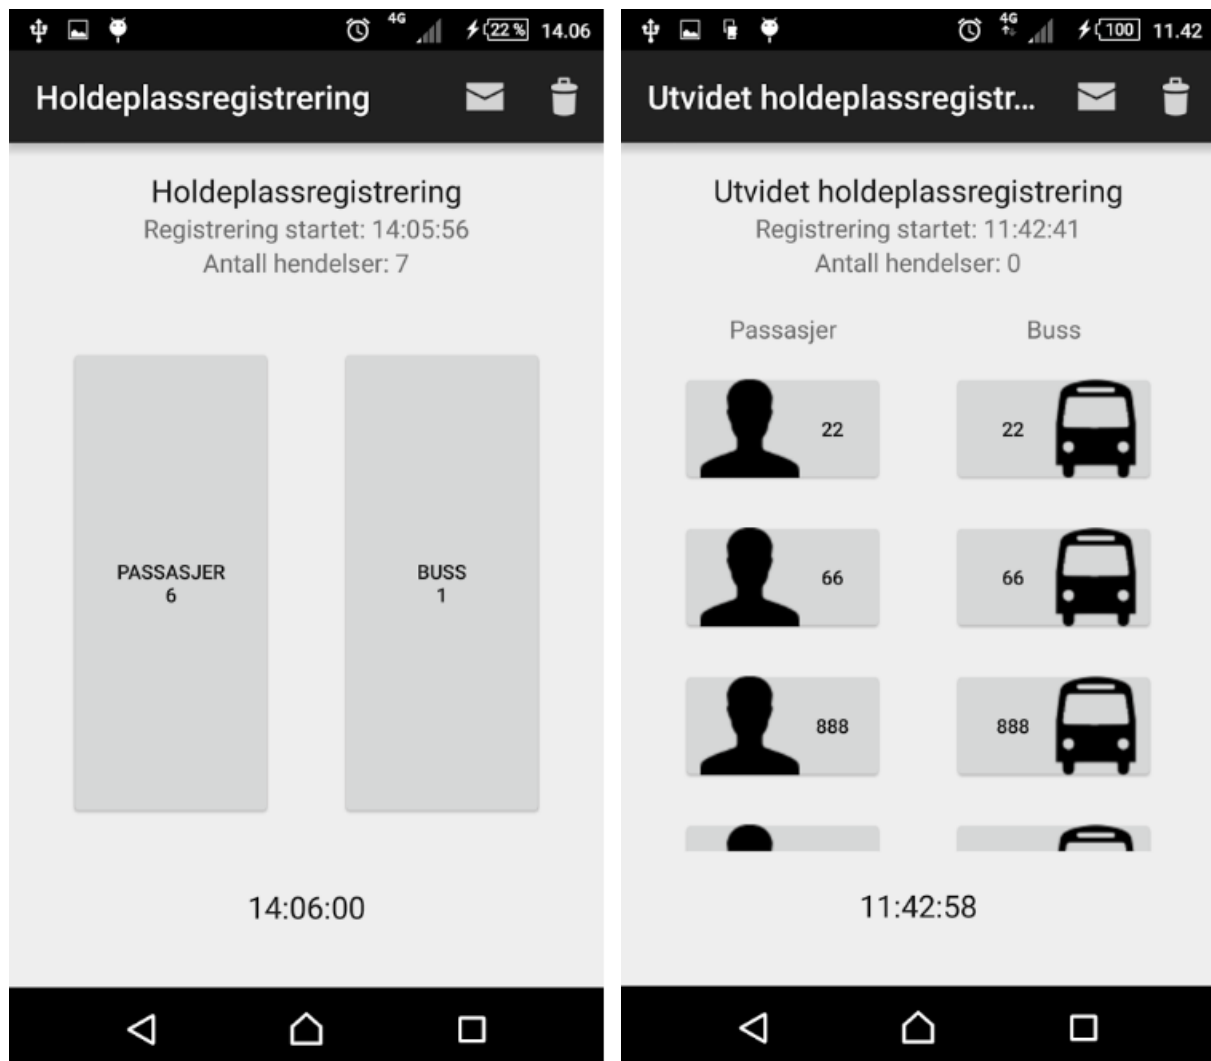 4G 22 % 14.06
Holdeplassregistrering
Holdeplassregistrering
Registrering startet: 14:05:56
Antall hendelser: 7
PASSASJER
6
BUSS
1
14:06:00
4G 100 11.42
Utvidet holdeplassregistr...
Utvidet holdeplassregistrering
Registrering startet: 11:42:41
Antall hendelser: 0
Passasjer Buss
22 22
66 66
888 888
11:42:58